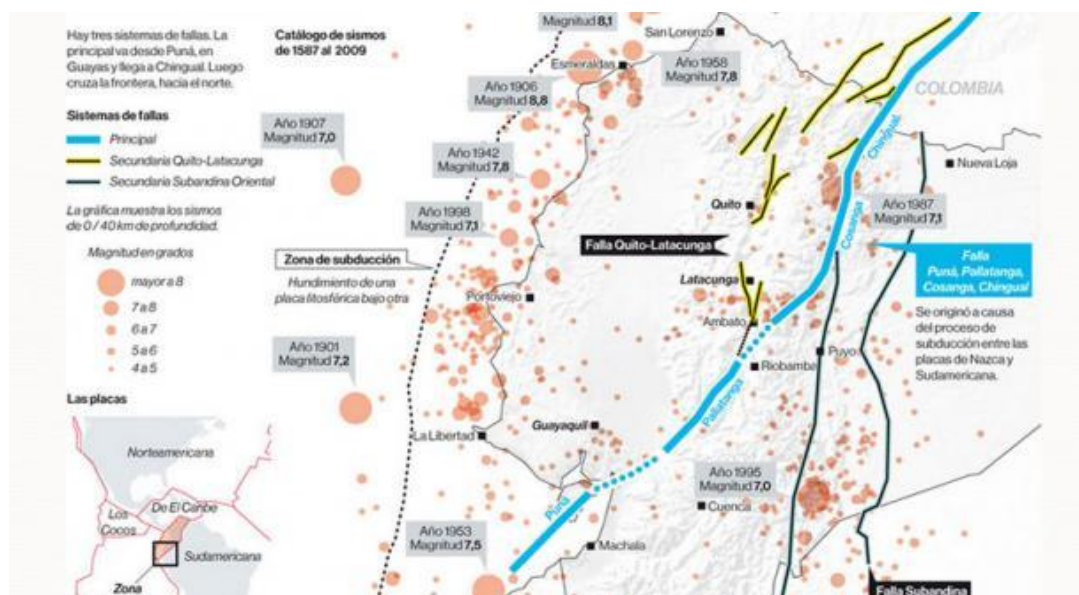 Hay tres sistemas de fallas. La
principal va desde Puná, en
Guayas y llega a Chingual. Luego
cruza la frontera, hacia el norte.
Sistemas de fallas
Principal
Secundaria Quito-Latacunga
Secundaria Subandina Oriental
La gráfica muestra los sismos
de 0 / 40 km de profundidad.
Magnitud en grados
mayor a 8
7 a 8
6 a 7
5 a 6
4 a 5
Las placas
Norteamericana
Los
Cocos
De El Caribe
Sudamericana
Zona
Catálogo de sismos
de 1587 al 2009
Magnitud 8,1
San Lorenzo
Esmeraldas
Año 1958
Magnitud 7,8
Año 1906
Magnitud 8,8
Año 1907
Magnitud 7,0
Año 1942
Magnitud 7,8
Año 1998
Magnitud 7,1
COLOMBIA
Chingual
Nueva Loja
Quito
Año 1987
Magnitud 7,1
Cosanga
Falla Quito-Latacunga
Zona de subducción
Hundimiento de una
placa litosférica bajo otra
Falla
Puná, Pallatanga,
Cosanga, Chingual
Se originó a causa
del proceso de
subducción entre las
placas de Nazca y
Sudamericana.
Latacunga
Portoviejo
Ambato
Puyo
Riobamba
Año 1901
Magnitud 7,2
Pallatanga
Guayaquil
La Libertad
Año 1995
Magnitud 7,0
Puná
Cuenca
Año 1953
Magnitud 7,5
Machala
Falla Subandina